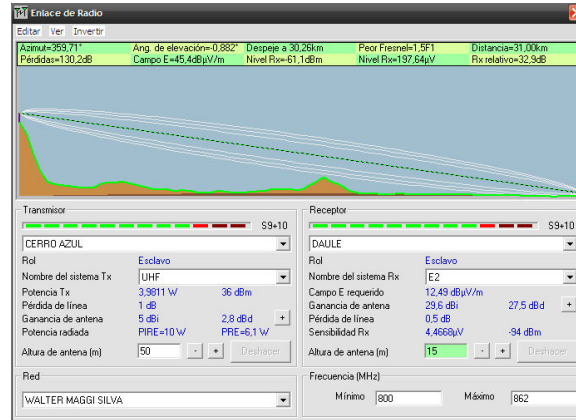 Enlace de Radio
Editar Ver Invertir
Azimut=359,71° Ang. de elevación=-0,882° Despeje a 30,26km Peor Fresnel=1,5F1 Distancia=31,00km
Pérdidas=130,2dB Campo E=45,4dBµV/m Nivel Rx=-61,1dBm Nivel Rx=197,64µV Rx relativo=32,9dB
Transmisor
S9+10
CERRO AZUL
Rol Esclavo
Nombre del sistema Tx UHF
Potencia Tx 3,9811 W 36 dBm
Pérdida de línea 1 dB
Ganancia de antena 5 dBi 2,8 dBd +
Potencia radiada PIRE=10 W PRE=6,1 W
Altura de antena (m) 50 - + Deshacer
Receptor
S9+10
DAULE
Rol Esclavo
Nombre del sistema Rx E2
Campo E requerido 12,49 dBµV/m
Ganancia de antena 29,6 dBi 27,5 dBd +
Pérdida de línea 0,5 dB
Sensibilidad Rx 4,4668µV -94 dBm
Altura de antena (m) 15 - + Deshacer
Red
WALTER MAGGI SILVA
Frecuencia (MHz)
Mínimo 800 Máximo 862